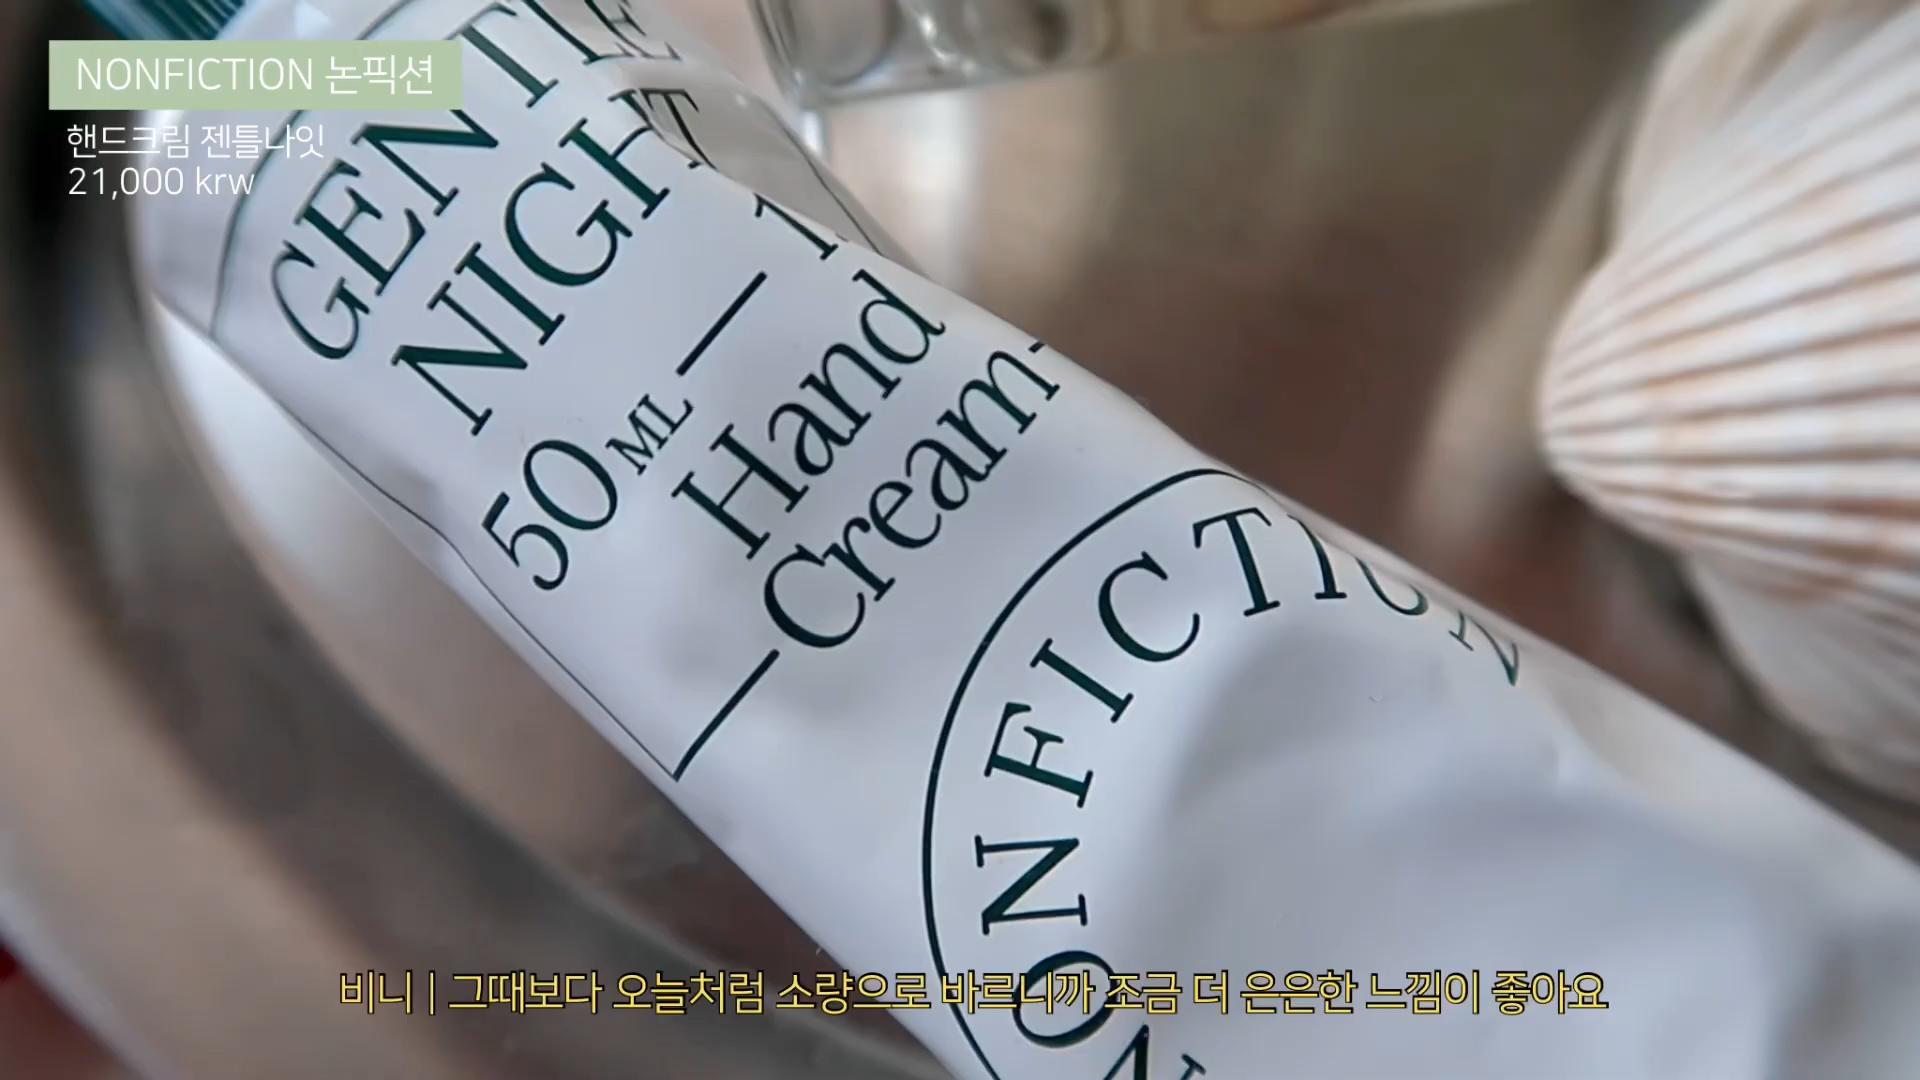 NONFICTION 논픽션
핸드크림 젠틀나잇
21,000 krw
GENTLE
NIGHT
50 ML
Hand
Cream
NONFICTION
비니 | 그때보다 오늘처럼 소량으로 바르니까 조금 더 은은한 느낌이 좋아요